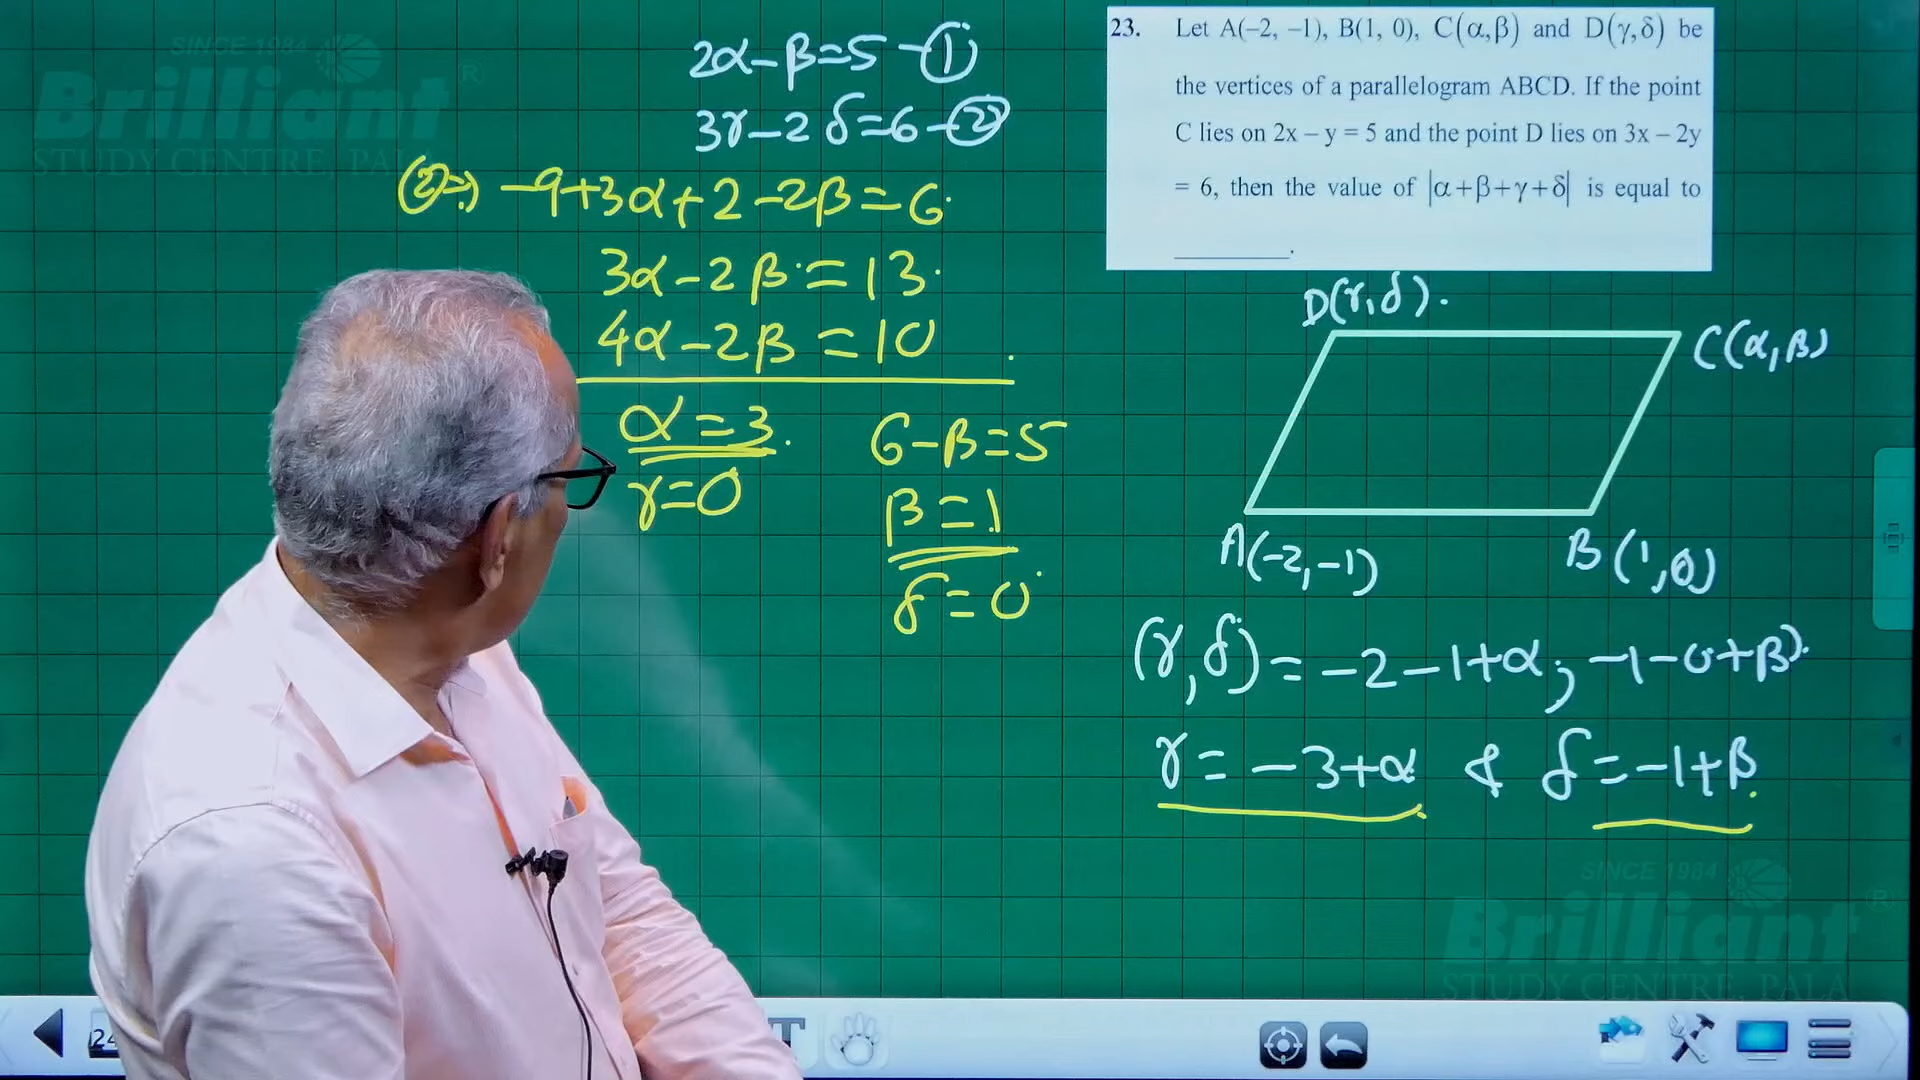 SINCE 1984
Brilliant ®
STUDY CENTRE, PALA
2α-β=5 -①
3γ-2δ=6 -②
②⇒) -9+3α+2-2β=6
3α-2β=13
4α-2β=10
α=3
γ=0
6-β=5
β=1
δ=0
23. Let A(–2, –1), B(1, 0), C(α,β) and D(γ,δ) be
the vertices of a parallelogram ABCD. If the point
C lies on 2x – y = 5 and the point D lies on 3x – 2y
= 6, then the value of |α+β+γ+δ| is equal to
__________.
D(γ,δ).
C(α,β)
A(-2,-1)
B(1,0)
(γ,δ)=-2-1+α; -1-0+β)
γ=-3+α & δ=-1+β
SINCE 1984
Brilliant ®
STUDY CENTRE, PALA
24
T